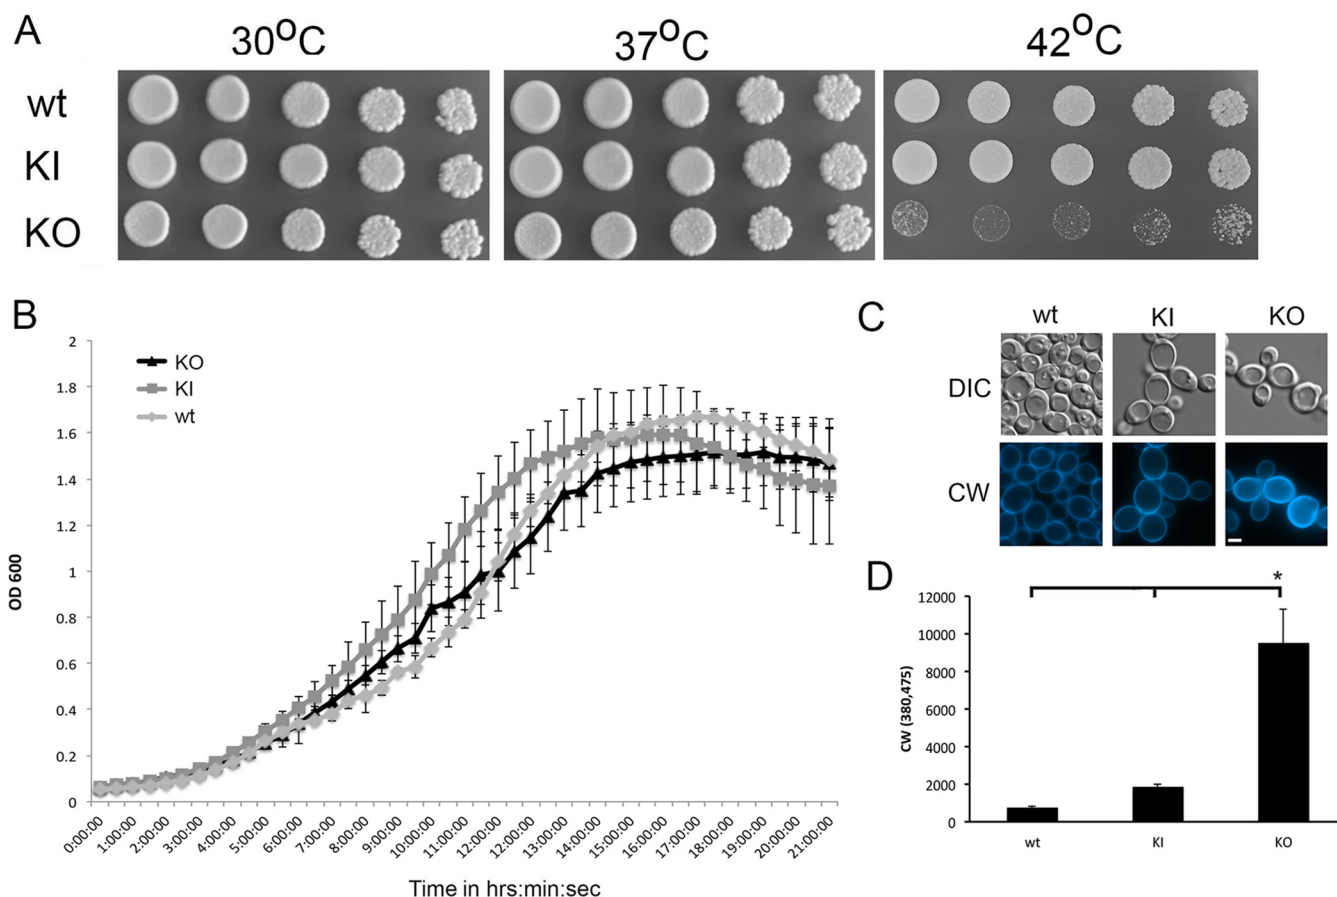 A
30°C
37°C
42°C
wt
KI
KO
B
2
1.8
1.6
1.4
1.2
1
0.8
0.6
0.4
0.2
0
OD 600
KO
KI
wt
0:00:00
1:00:00
2:00:00
3:00:00
4:00:00
5:00:00
6:00:00
7:00:00
8:00:00
9:00:00
10:00:00
11:00:00
12:00:00
13:00:00
14:00:00
15:00:00
16:00:00
17:00:00
18:00:00
19:00:00
20:00:00
21:00:00
Time in hrs:min:sec
C
wt
KI
KO
DIC
CW
D
*
12000
10000
8000
6000
4000
2000
0
CW (380,475)
wt
KI
KO